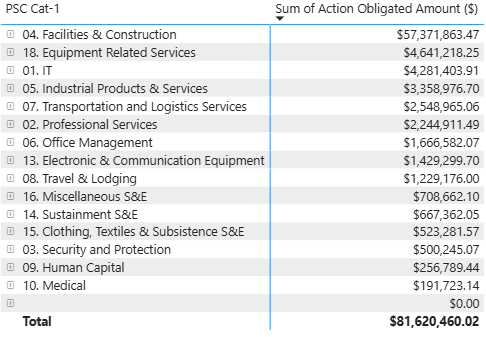 PSC Cat-1 Sum of Action Obligated Amount ($)
04. Facilities & Construction $57,371,863.47
18. Equipment Related Services $4,641,218.25
01. IT $4,281,403.91
05. Industrial Products & Services $3,358,976.70
07. Transportation and Logistics Services $2,548,965.06
02. Professional Services $2,244,911.49
06. Office Management $1,666,582.07
13. Electronic & Communication Equipment $1,429,299.70
08. Travel & Lodging $1,229,176.00
16. Miscellaneous S&E $708,662.10
14. Sustainment S&E $667,362.05
15. Clothing, Textiles & Subsistence S&E $523,281.57
03. Security and Protection $500,245.07
09. Human Capital $256,789.44
10. Medical $191,723.14
$0.00
Total $81,620,460.02